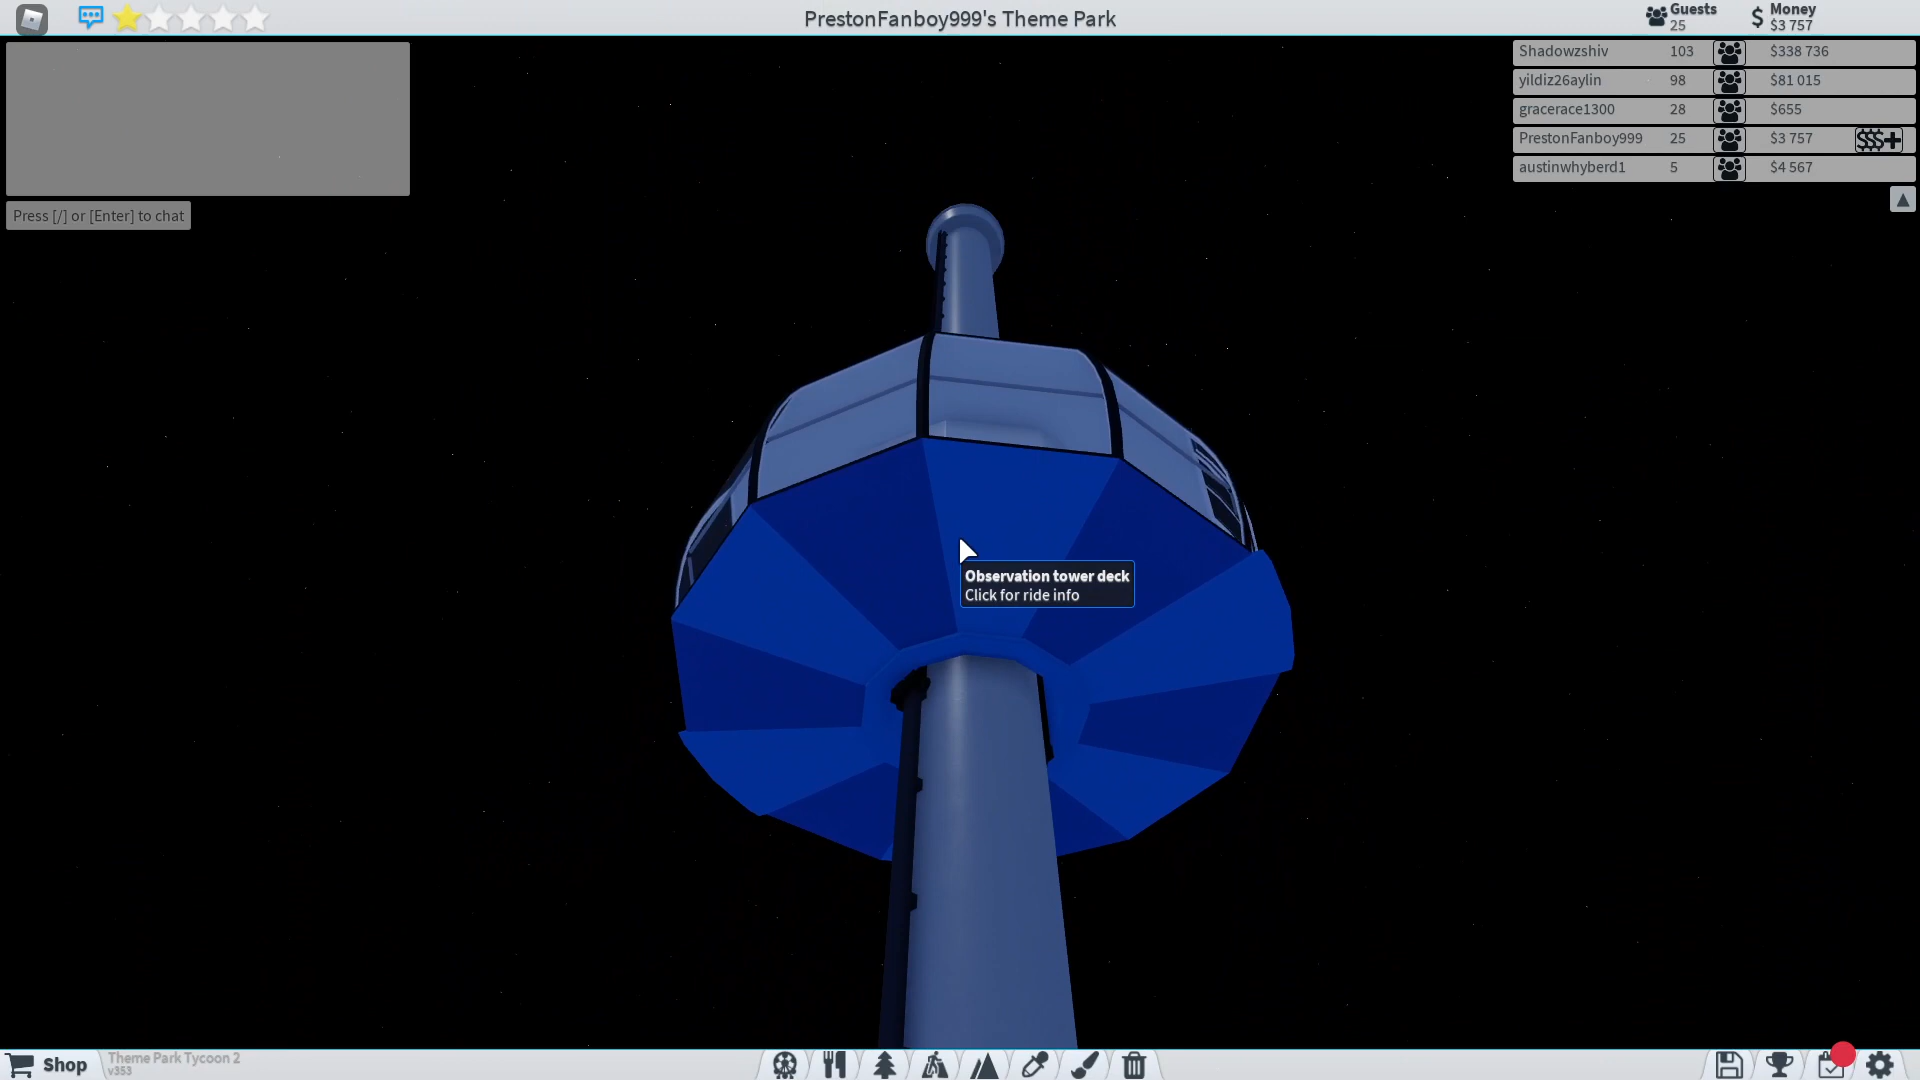 PrestonFanboy999's Theme Park
Guests
25
$ Money
$3 757
Shadowzshiv 103 $338 736
yildiz26aylin 98 $81 015
gracerace1300 28 $655
PrestonFanboy999 25 $3 757 $$$+
austinwhyberd1 5 $4 567
Press [/] or [Enter] to chat
Observation tower deck
Click for ride info
Shop
Theme Park Tycoon 2
v353